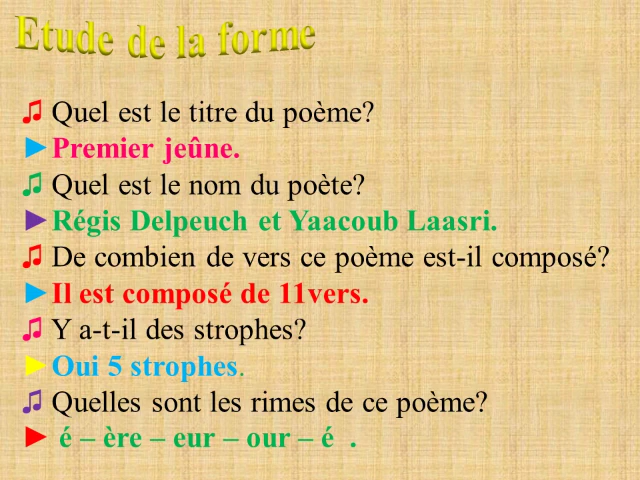 Etude de la forme
♫ Quel est le titre du poème?
►Premier jeûne.
♫ Quel est le nom du poète?
►Régis Delpeuch et Yaacoub Laasri.
♫ De combien de vers ce poème est-il composé?
►Il est composé de 11vers.
♫ Y a-t-il des strophes?
►Oui 5 strophes.
♫ Quelles sont les rimes de ce poème?
► é – ère – eur – our – é .